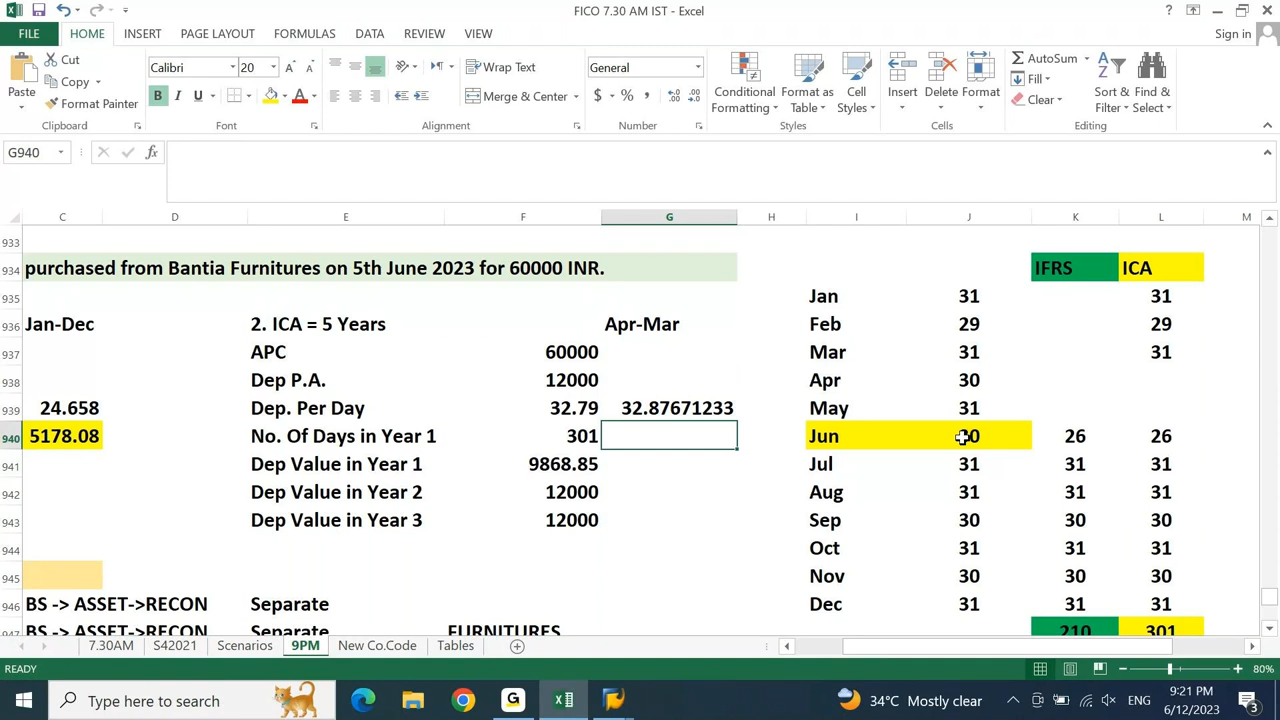 FICO 7.30 AM IST - Excel
? 
FILE HOME INSERT PAGE LAYOUT FORMULAS DATA REVIEW VIEW Sign in
Cut
Copy
Format Painter
Paste
Clipboard
Calibri 20
B I U
Font
Wrap Text
Merge & Center
Alignment
General
$ % ,
Number
Conditional Formatting
Format as Table
Cell Styles
Styles
Insert Delete Format
Cells
AutoSum
Fill
Clear
Sort & Filter
Find & Select
Editing
G940 fx
C D E F G H I J K L M
933
934 purchased from Bantia Furnitures on 5th June 2023 for 60000 INR. IFRS ICA
935 Jan 31 31
936 Jan-Dec 2. ICA = 5 Years Apr-Mar Feb 29 29
937 APC 60000 Mar 31 31
938 Dep P.A. 12000 Apr 30
939 24.658 Dep. Per Day 32.79 32.87671233 May 31
940 5178.08 No. Of Days in Year 1 301 Jun 26 26
941 Dep Value in Year 1 9868.85 Jul 31 31 31
942 Dep Value in Year 2 12000 Aug 31 31 31
943 Dep Value in Year 3 12000 Sep 30 30 30
944 Oct 31 31 31
945 Nov 30 30 30
946 BS -> ASSET->RECON Separate Dec 31 31 31
947 BS -> ASSET->RECON Separate FURNITURES 210 301
7.30AM S42021 Scenarios 9PM New Co.Code Tables
READY 80%
Type here to search 34°C Mostly clear ENG 9:21 PM
6/12/2023 3